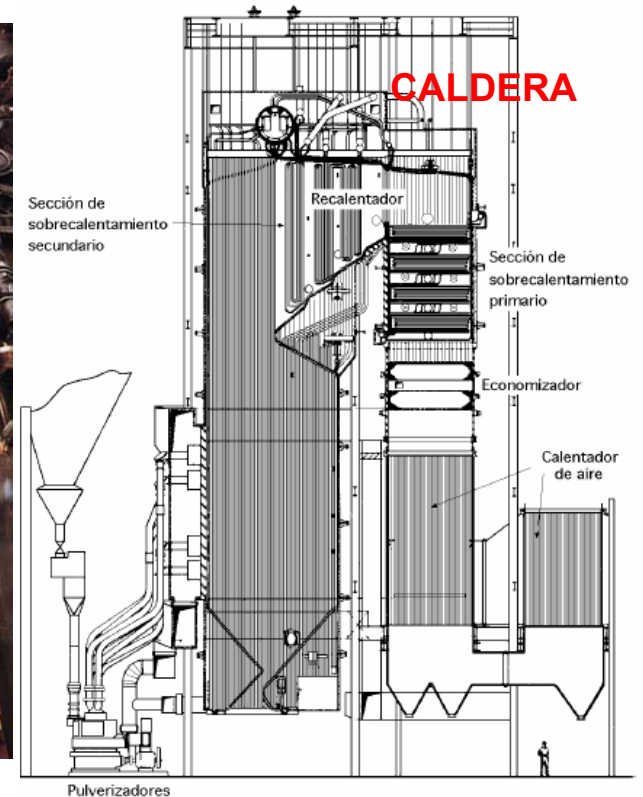 CALDERA
Recalentador
Sección de
sobrecalentamiento
secundario
Sección de
sobrecalentamiento
primario
Economizador
Calentador
de aire
Pulverizadores